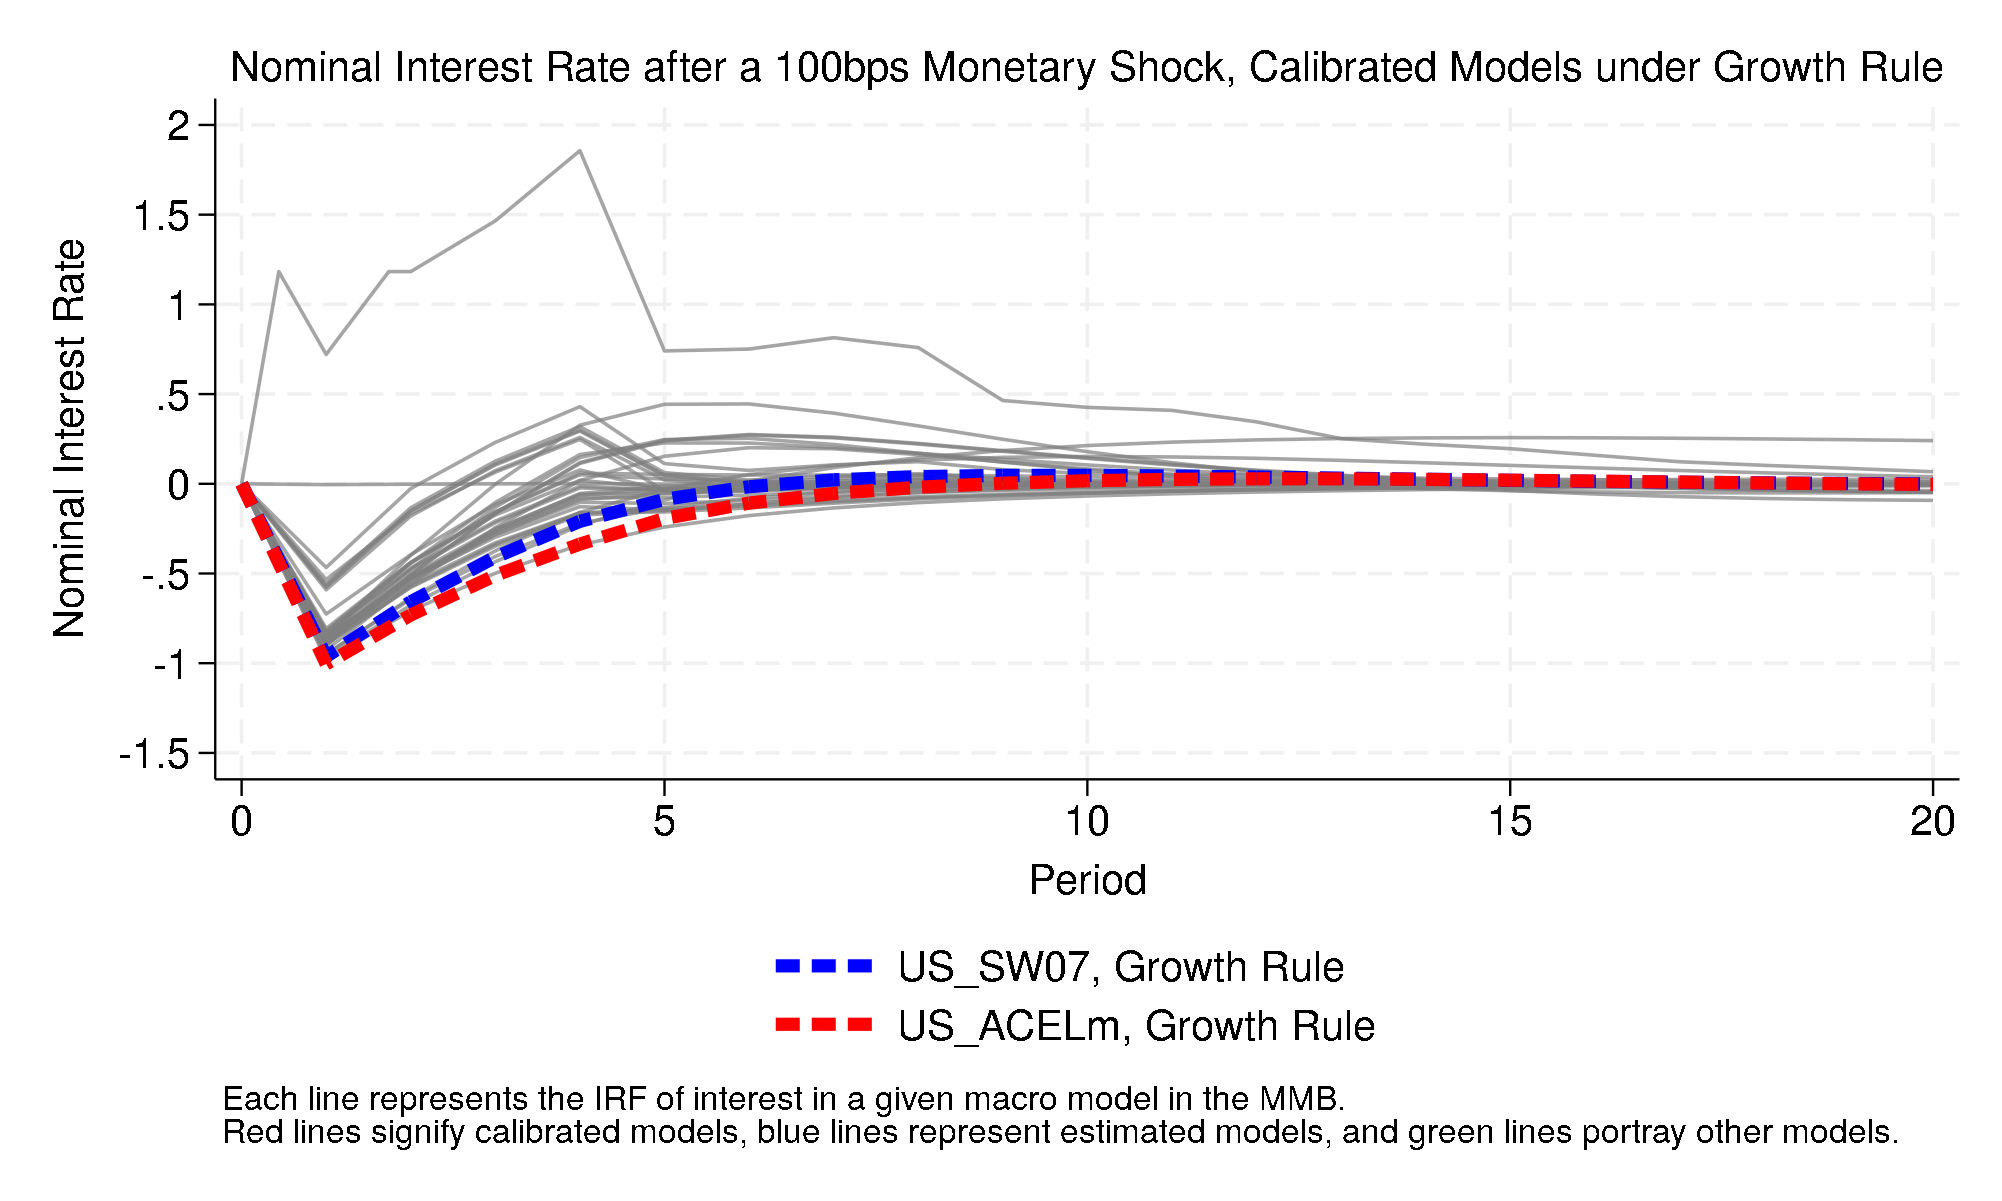 Nominal Interest Rate after a 100bps Monetary Shock, Calibrated Models under Growth Rule
Nominal Interest Rate
2
1.5
1
.5
0
-.5
-1
-1.5
0 5 10 15 20
Period
US_SW07, Growth Rule
US_ACELm, Growth Rule
Each line represents the IRF of interest in a given macro model in the MMB.
Red lines signify calibrated models, blue lines represent estimated models, and green lines portray other models.